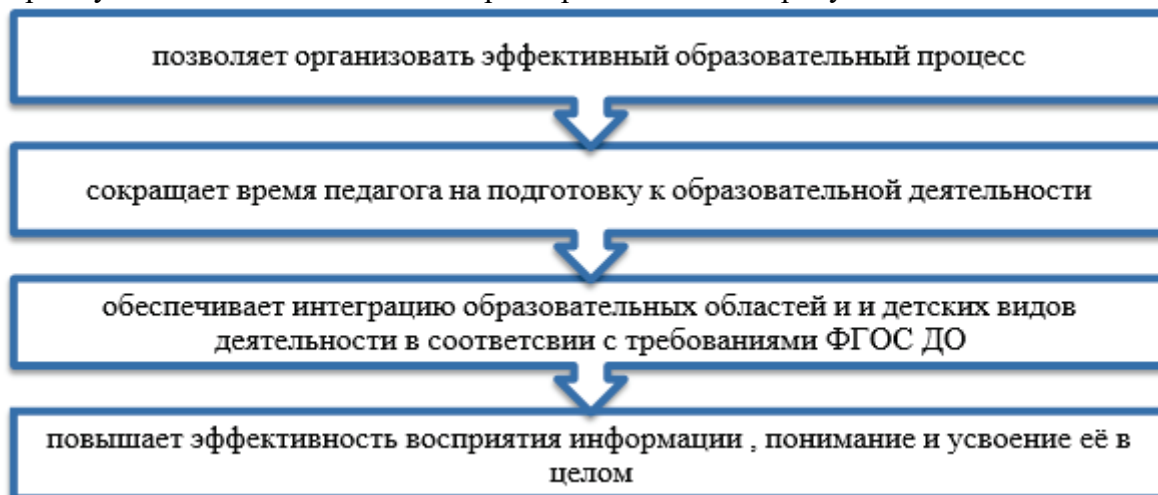 позволяет организовать эффективный образовательный процесс
сокращает время педагога на подготовку к образовательной деятельности
обеспечивает интеграцию образовательных областей и и детских видов
деятельности в соответсвии с требованиями ФГОС ДО
повышает эффективность восприятия информации , понимание и усвоение её в
целом